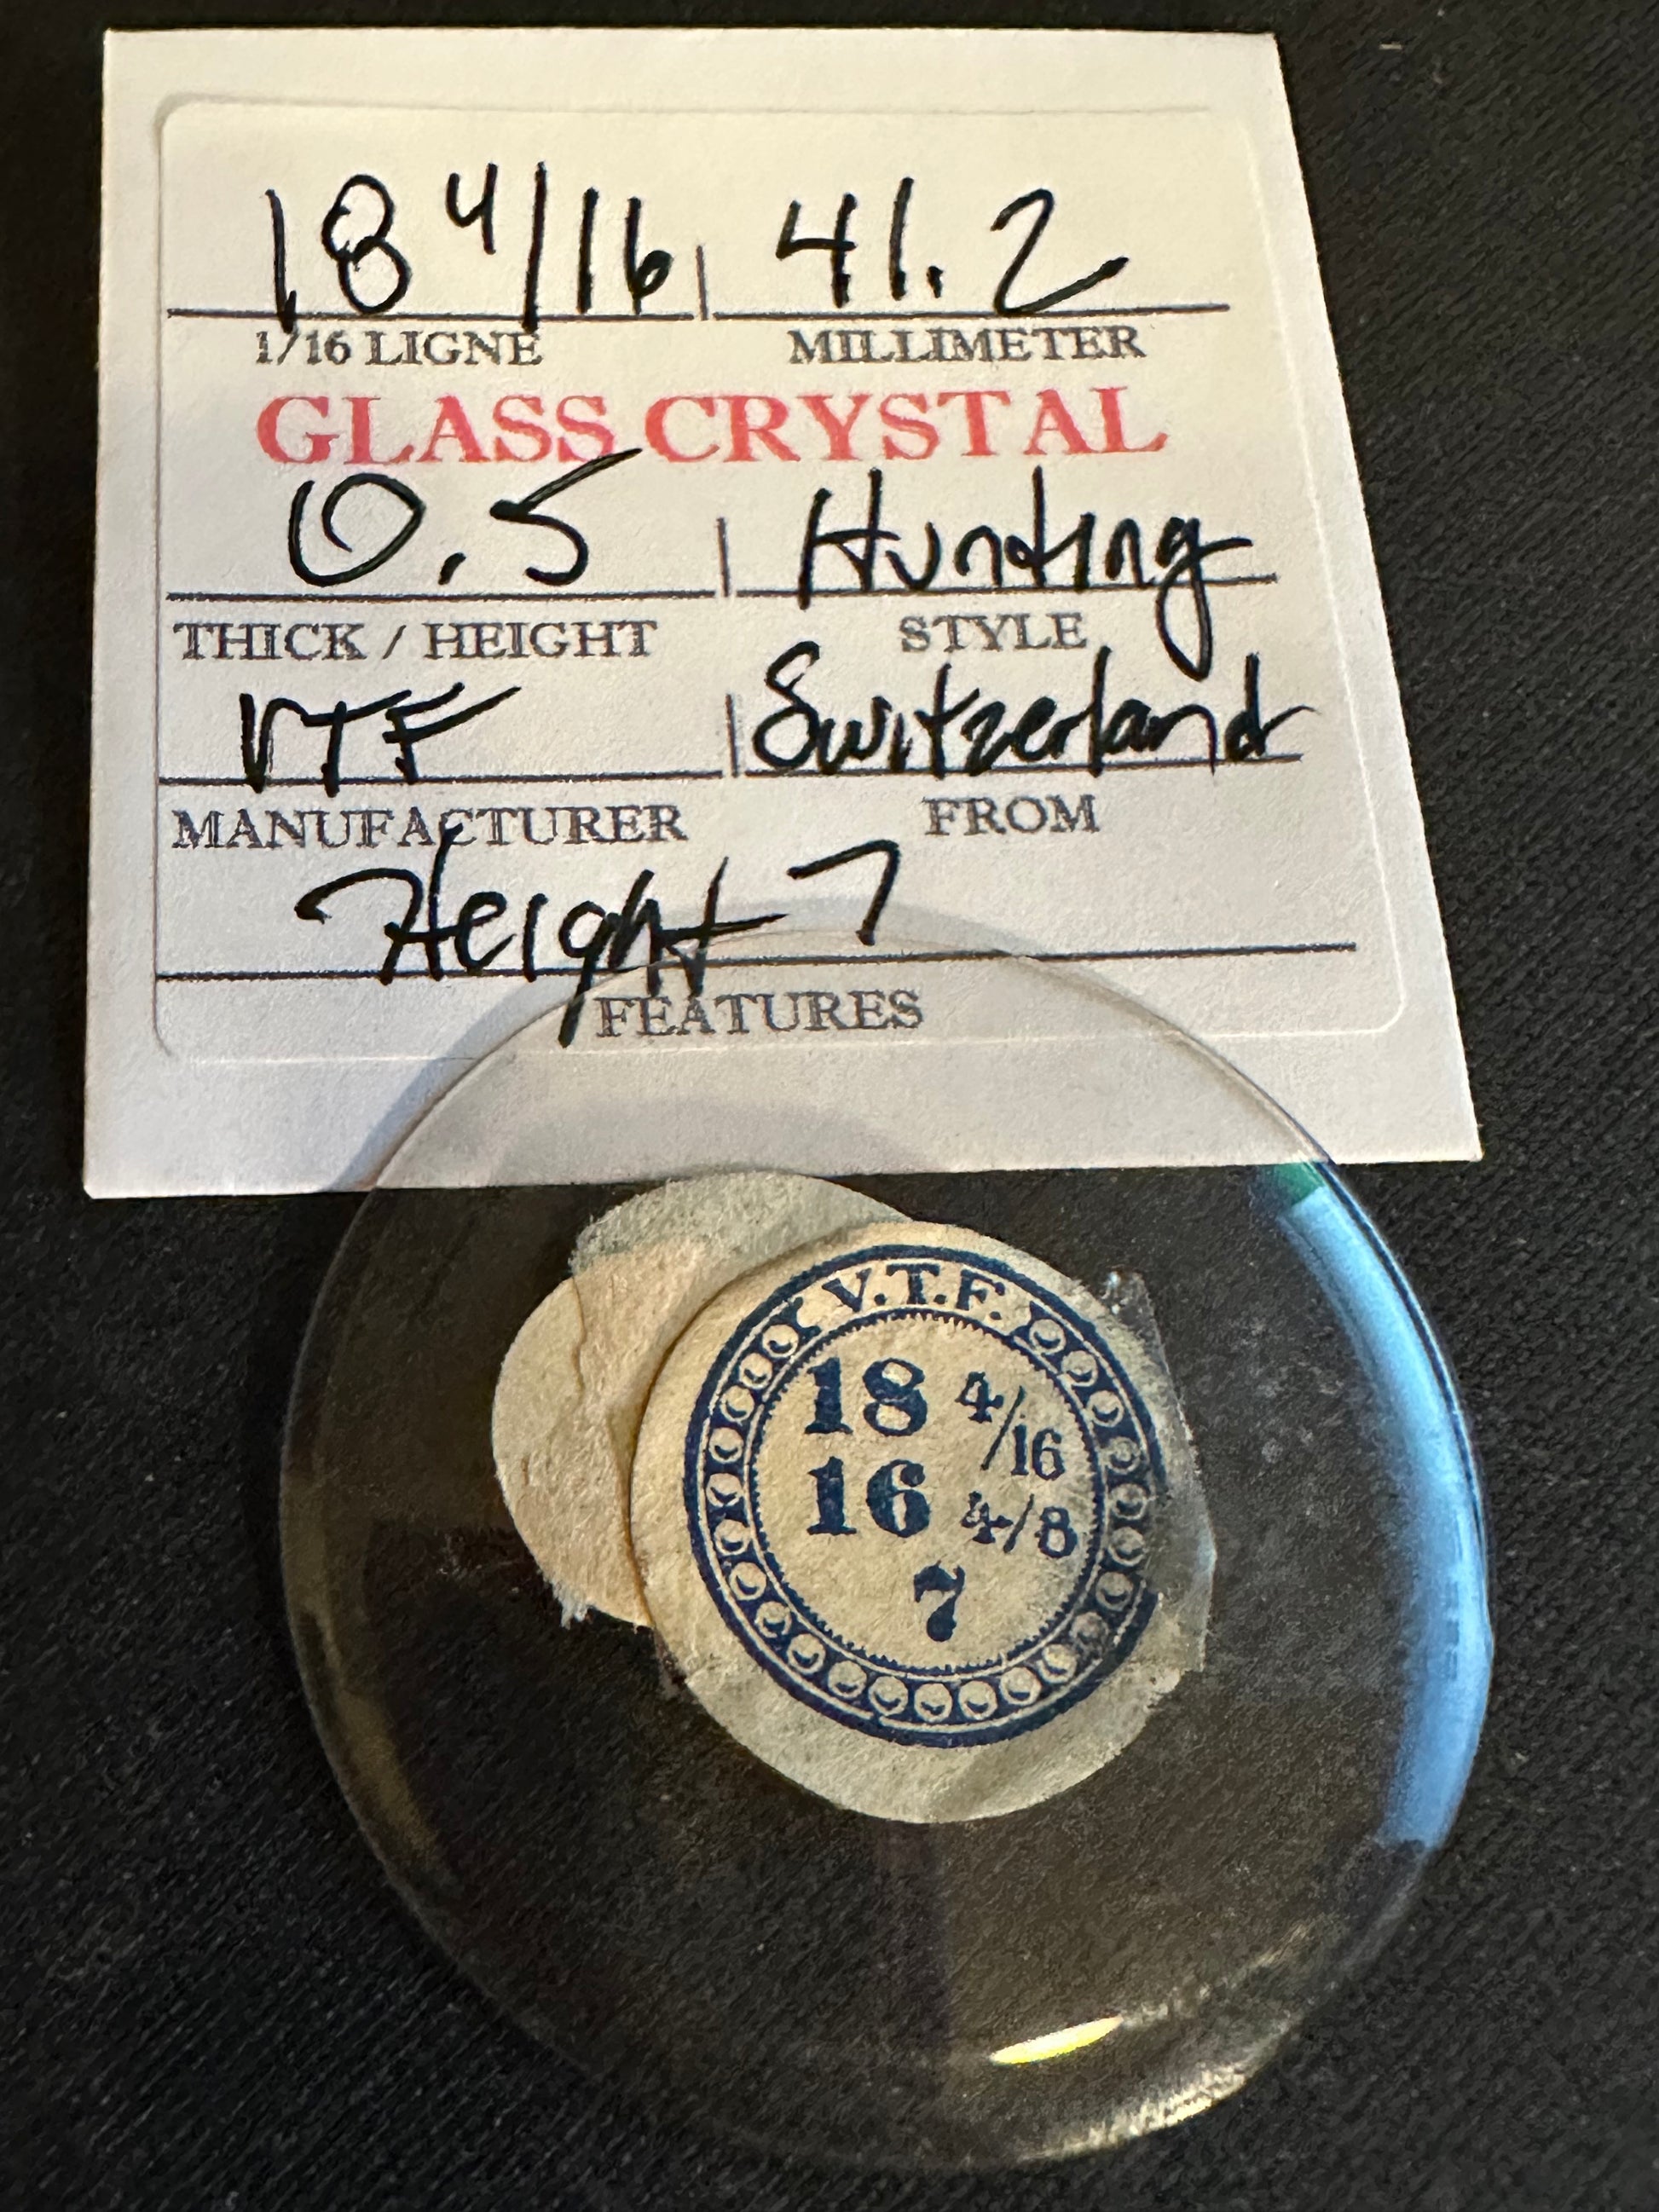 18 4/16 | 41.2
1/16 LIGNE MILLIMETER
GLASS CRYSTAL
0.5 | Hunting
THICK / HEIGHT STYLE
VTF | Switzerland
MANUFACTURER FROM
Height 7
FEATURES
V.T.F.
18 4/16
16 4/8
7